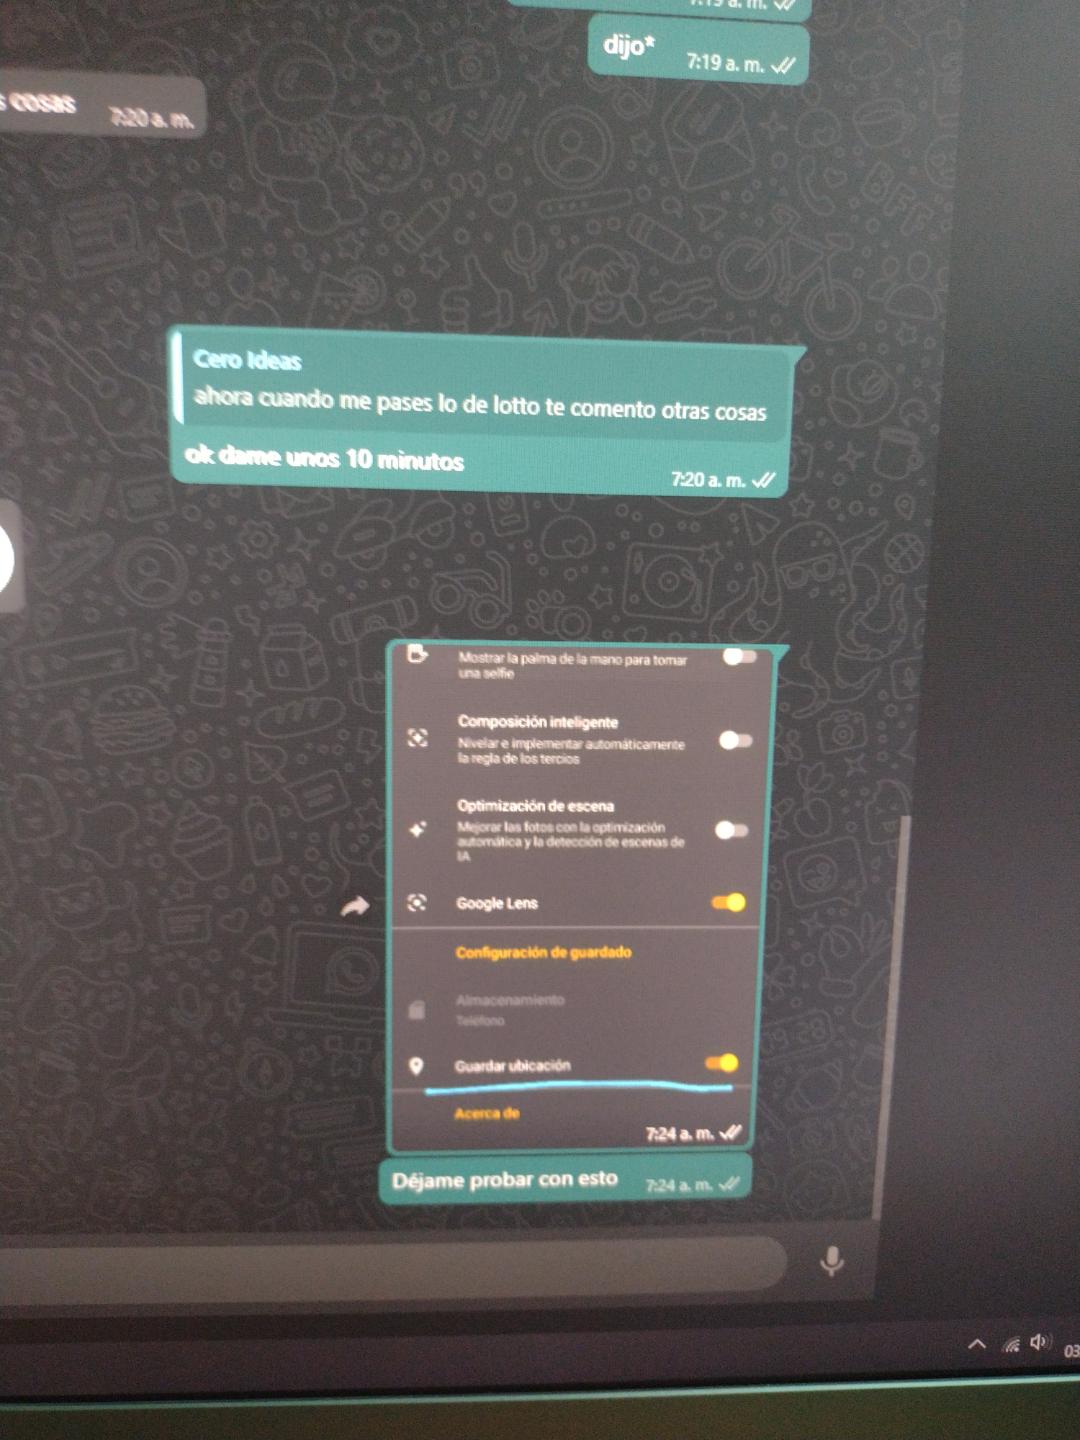 dijo*
7:19 a. m.
cosas
7:20 a. m.
Cero Ideas
ahora cuando me pases lo de lotto te comento otras cosas
ok dame unos 10 minutos
7:20 a. m.
Mostrar la palma de la mano para tomar
una selfie
Composición inteligente
Nivelar e implementar automáticamente
la regla de los tercios
Optimización de escena
Mejorar las fotos con la optimización
automática y la detección de escenas de
IA
Google Lens
Configuración de guardado
Almacenamiento
Teléfono
Guardar ubicación
Acerca de
7:24 a. m.
Déjame probar con esto
7:24 a. m.
03